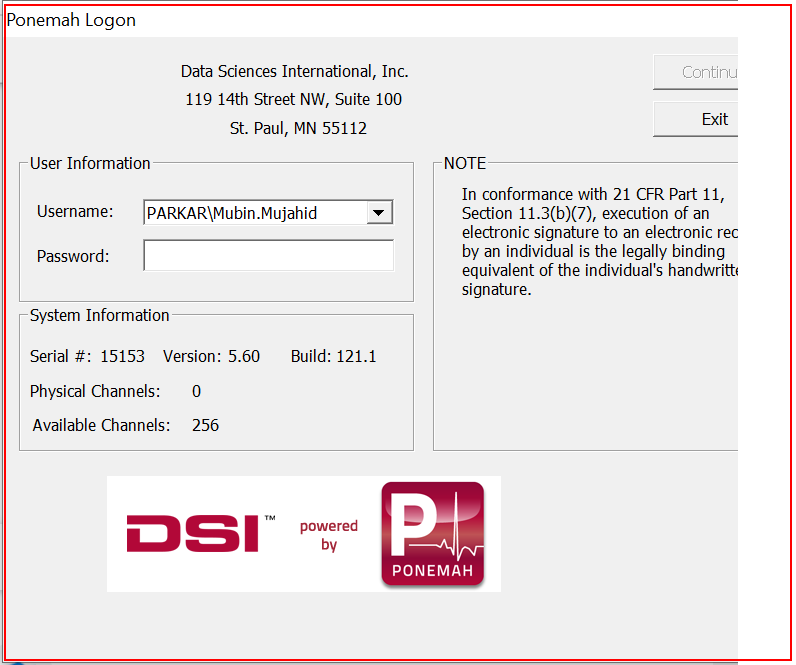 Ponemah Logon
Data Sciences International, Inc.
119 14th Street NW, Suite 100
St. Paul, MN 55112
Continu
Exit
User Information
Username: PARKAR\Mubin.Mujahid
Password:
NOTE
In conformance with 21 CFR Part 11,
Section 11.3(b)(7), execution of an
electronic signature to an electronic rec
by an individual is the legally binding
equivalent of the individual's handwritte
signature.
System Information
Serial #: 15153 Version: 5.60 Build: 121.1
Physical Channels: 0
Available Channels: 256
DSI™ powered
by
P
PONEMAH